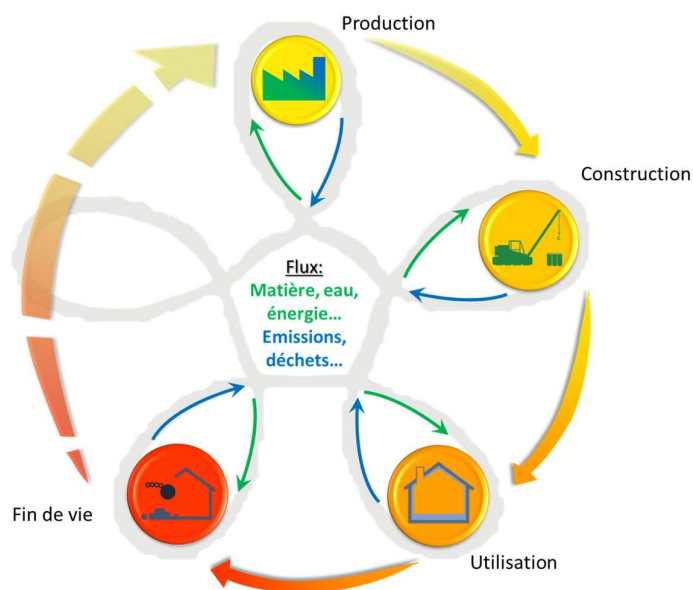 Production
Construction
Flux:
Matière, eau,
énergie...
Emissions,
déchets...
Fin de vie
Utilisation